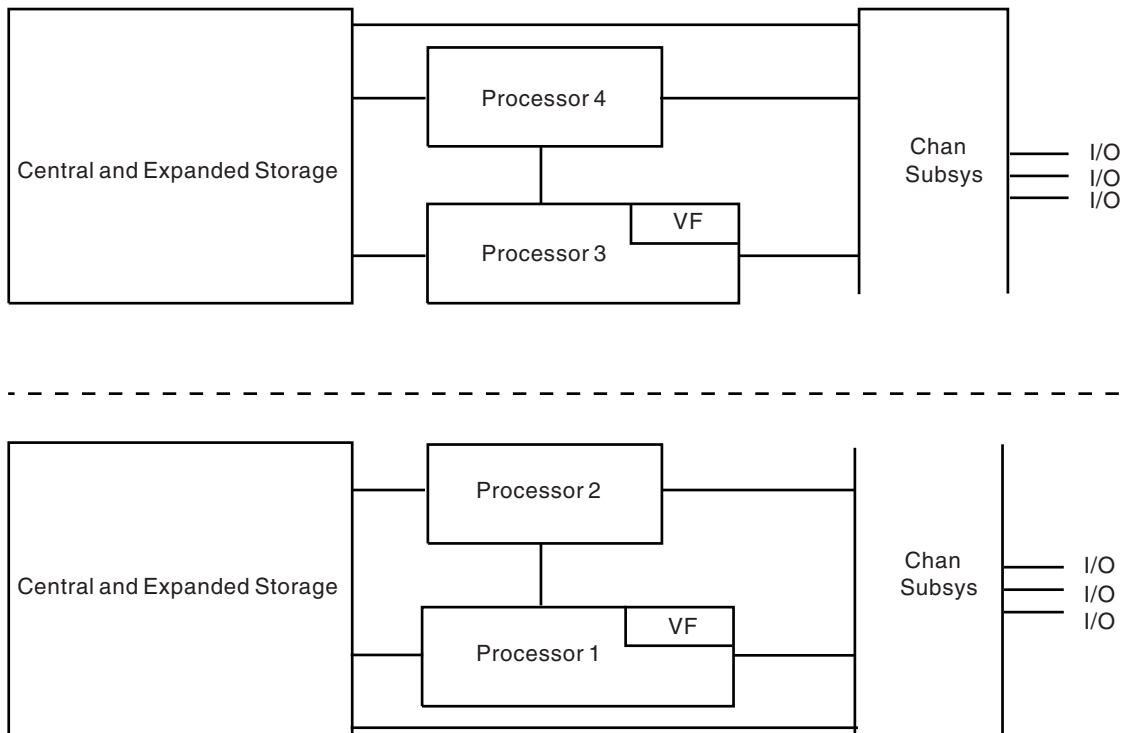 Processor 4
Central and Expanded Storage
Chan
Subsys
I/O
I/O
I/O
VF
Processor 3
Processor 2
Central and Expanded Storage
Chan
Subsys
I/O
I/O
I/O
VF
Processor 1